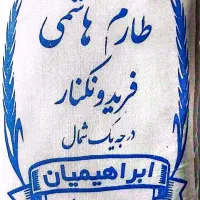 طارم هاشمی
فریدونکنار
درجه یک شمال
ابراهیمیان